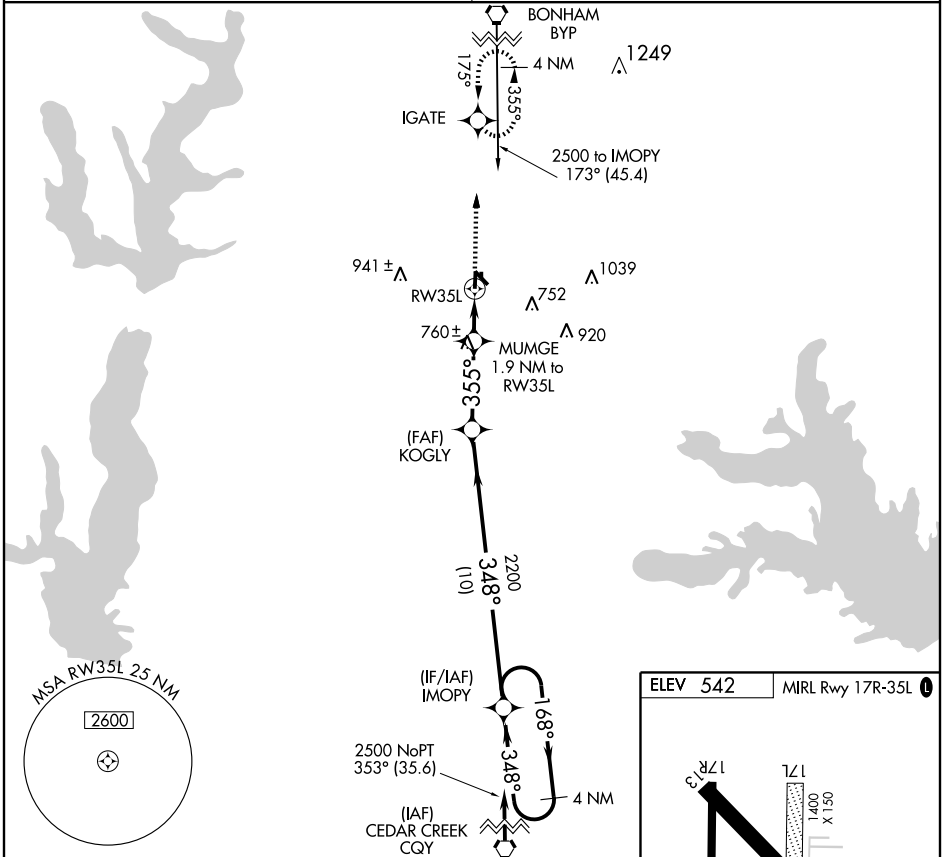 BONHAM
BYP
4 NM
1249
175°
355°
IGATE
2500 to IMOPY
173° (45.4)
941 ±
1039
RW35L
752
760 ±
920
MUMGE
1.9 NM to
RW35L
355°
(FAF)
KOGLY
2200
348°
(10)
MSA RW35L 25 NM
2600
(IF/IAF)
IMOPY
168°
348°
4 NM
2500 NoPT
353° (35.6)
(IAF)
CEDAR CREEK
CQY
ELEV 542
MIRL Rwy 17R-35L L
13
17R
17L
1400
X 150